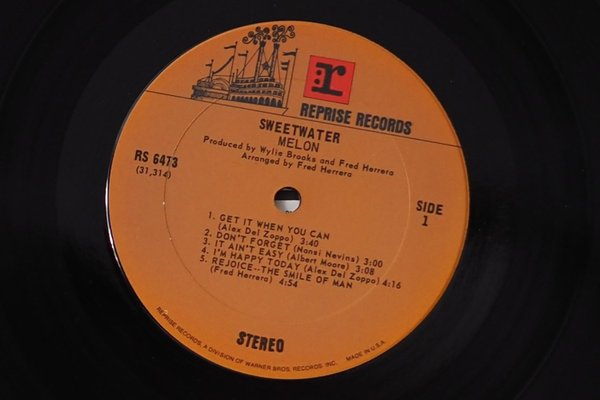 r:
REPRISE RECORDS
SWEETWATER
MELON
Produced by Wylie Brooks and Fred Herrera
Arranged by Fred Herrera
RS 6473
(31,314)
SIDE
1
1. GET IT WHEN YOU CAN
(Alex Del Zoppo) 3:40
2. DON'T FORGET (Nansi Nevins) 3:00
3. IT AIN'T EASY (Albert Moore) 3:08
4. I'M HAPPY TODAY (Alex Del Zoppo) 4:16
5. REJOICE--THE SMILE OF MAN
(Fred Herrera) 4:54
STEREO
REPRISE RECORDS, A DIVISION OF WARNER BROS. RECORDS, INC. MADE IN U.S.A.